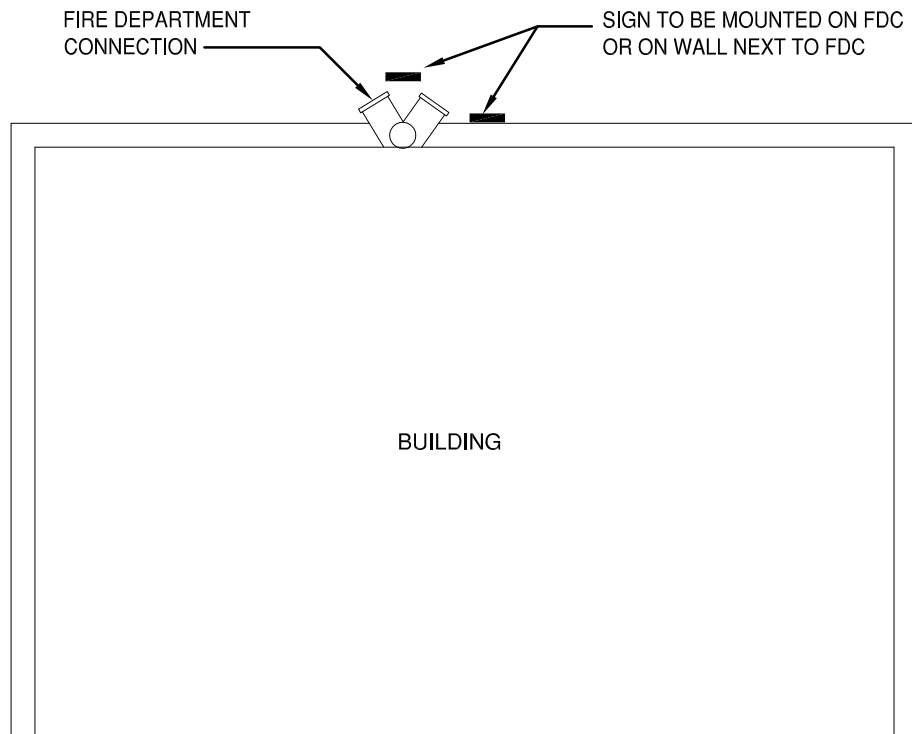 FIRE DEPARTMENT
CONNECTION
SIGN TO BE MOUNTED ON FDC
OR ON WALL NEXT TO FDC
BUILDING